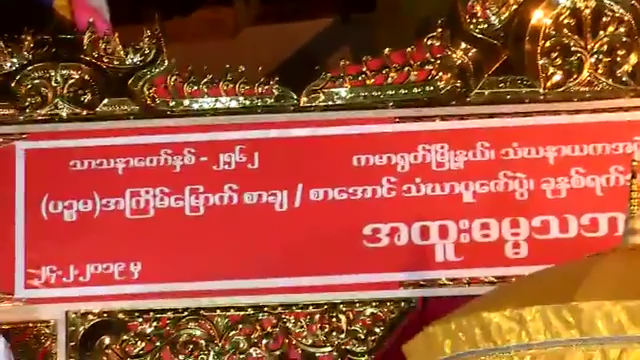 သာသနာတော်နှစ် - ၂၅၆၂
ကမာရွတ်မြို့နယ်၊ သံဃနာယကအဖွဲ့
(ပဉ္စမ)အကြိမ်မြောက် စာချ / စာအောင် သံဃာပူဇော်ပွဲ၊ ခုနှစ်ရက်
အထူးဓမ္မသဘ
၂၄-၂-၂၀၁၉ မှ